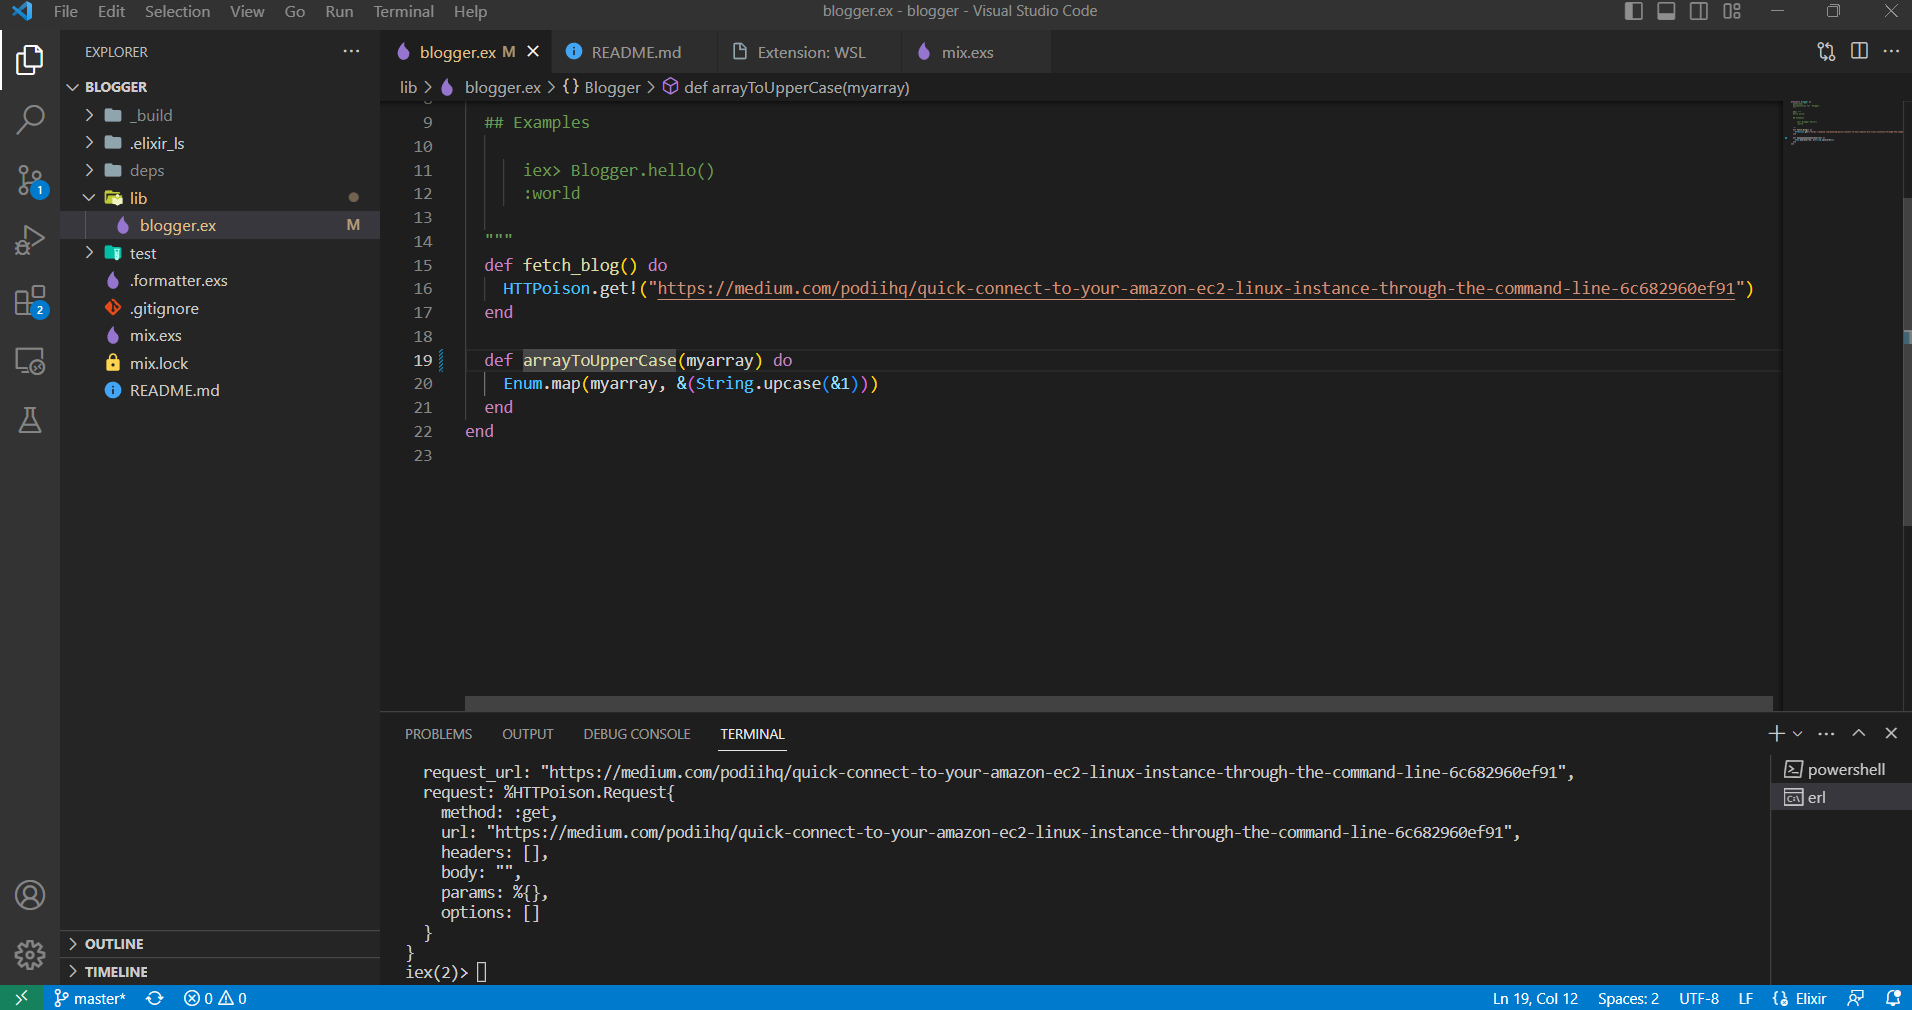 File Edit Selection View Go Run Terminal Help
blogger.ex - blogger - Visual Studio Code
EXPLORER
BLOGGER
_build
.elixir_ls
deps
lib
blogger.ex M
test
.formatter.exs
.gitignore
mix.exs
mix.lock
README.md
OUTLINE
TIMELINE
1
2
blogger.ex M README.md Extension: WSL mix.exs
lib > blogger.ex > {} Blogger > def arrayToUpperCase(myarray)
9 ## Examples
10
11 iex> Blogger.hello()
12 :world
13
14 """
15 def fetch_blog() do
16 HTTPoison.get!("https://medium.com/podiihq/quick-connect-to-your-amazon-ec2-linux-instance-through-the-command-line-6c682960ef91")
17 end
18
19 def arrayToUpperCase(myarray) do
20 Enum.map(myarray, &(String.upcase(&1)))
21 end
22 end
23
PROBLEMS OUTPUT DEBUG CONSOLE TERMINAL
request_url: "https://medium.com/podiihq/quick-connect-to-your-amazon-ec2-linux-instance-through-the-command-line-6c682960ef91",
request: %HTTPoison.Request{
method: :get,
url: "https://medium.com/podiihq/quick-connect-to-your-amazon-ec2-linux-instance-through-the-command-line-6c682960ef91",
headers: [],
body: "",
params: %{},
options: []
}
}
iex(2)>
powershell
erl
master* 0 0
Ln 19, Col 12 Spaces: 2 UTF-8 LF Elixir